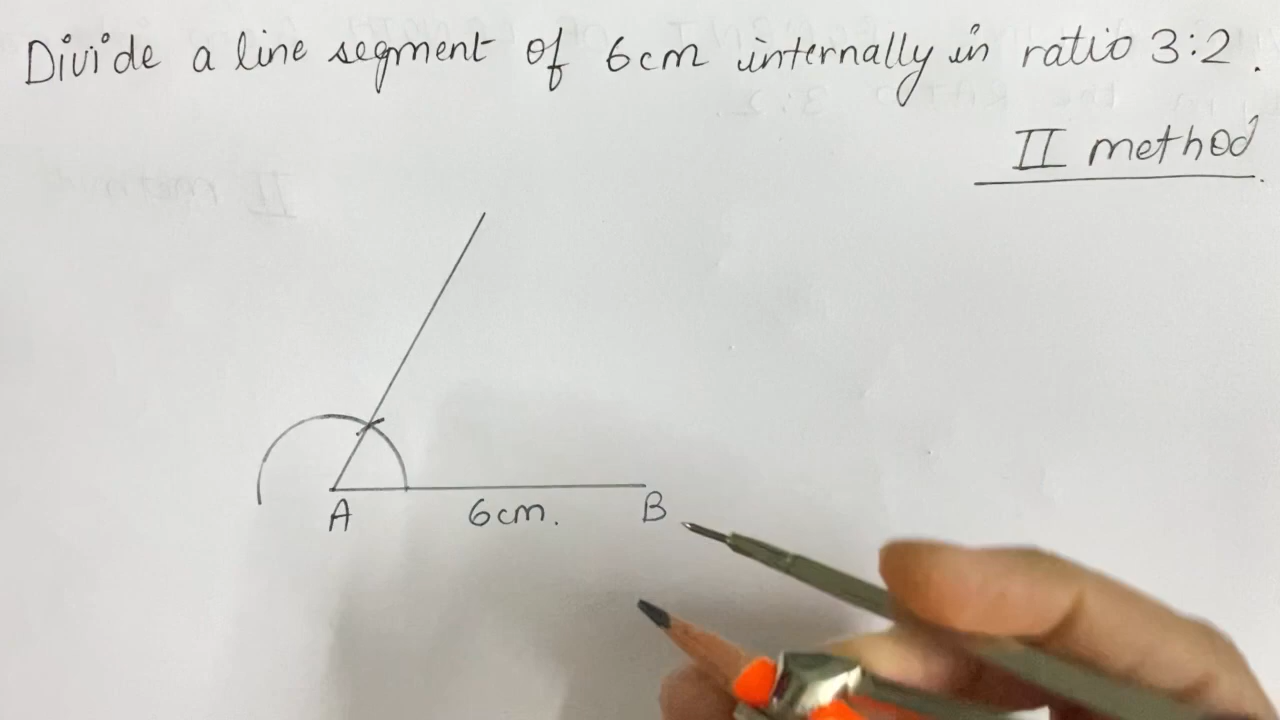 Divide a line segment of 6cm internally in ratio 3:2.
II method
A 6cm. B